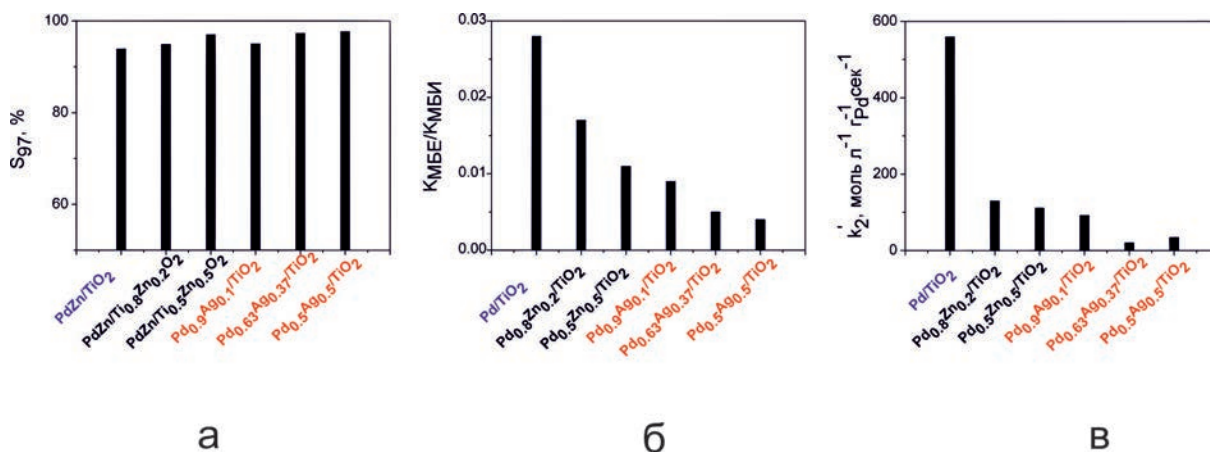 S97, %
100
80
60
PdZn/TiO2
PdZn/Ti0.8Zn0.2O2
PdZn/Ti0.5Zn0.5O2
Pd0.9Ag0.1/TiO2
Pd0.63Ag0.37/TiO2
Pd0.5Ag0.5/TiO2
а
KМБЕ/KМБИ
0.03
0.02
0.01
0.00
Pd/TiO2
Pd0.8Zn0.2/TiO2
Pd0.5Zn0.5/TiO2
Pd0.9Ag0.1/TiO2
Pd0.63Ag0.37/TiO2
Pd0.5Ag0.5/TiO2
б
k'2, моль л-1 гPd-1сек-1
600
400
200
0
Pd/TiO2
Pd0.8Zn0.2/TiO2
Pd0.5Zn0.5/TiO2
Pd0.9Ag0.1/TiO2
Pd0.63Ag0.37/TiO2
Pd0.5Ag0.5/TiO2
в